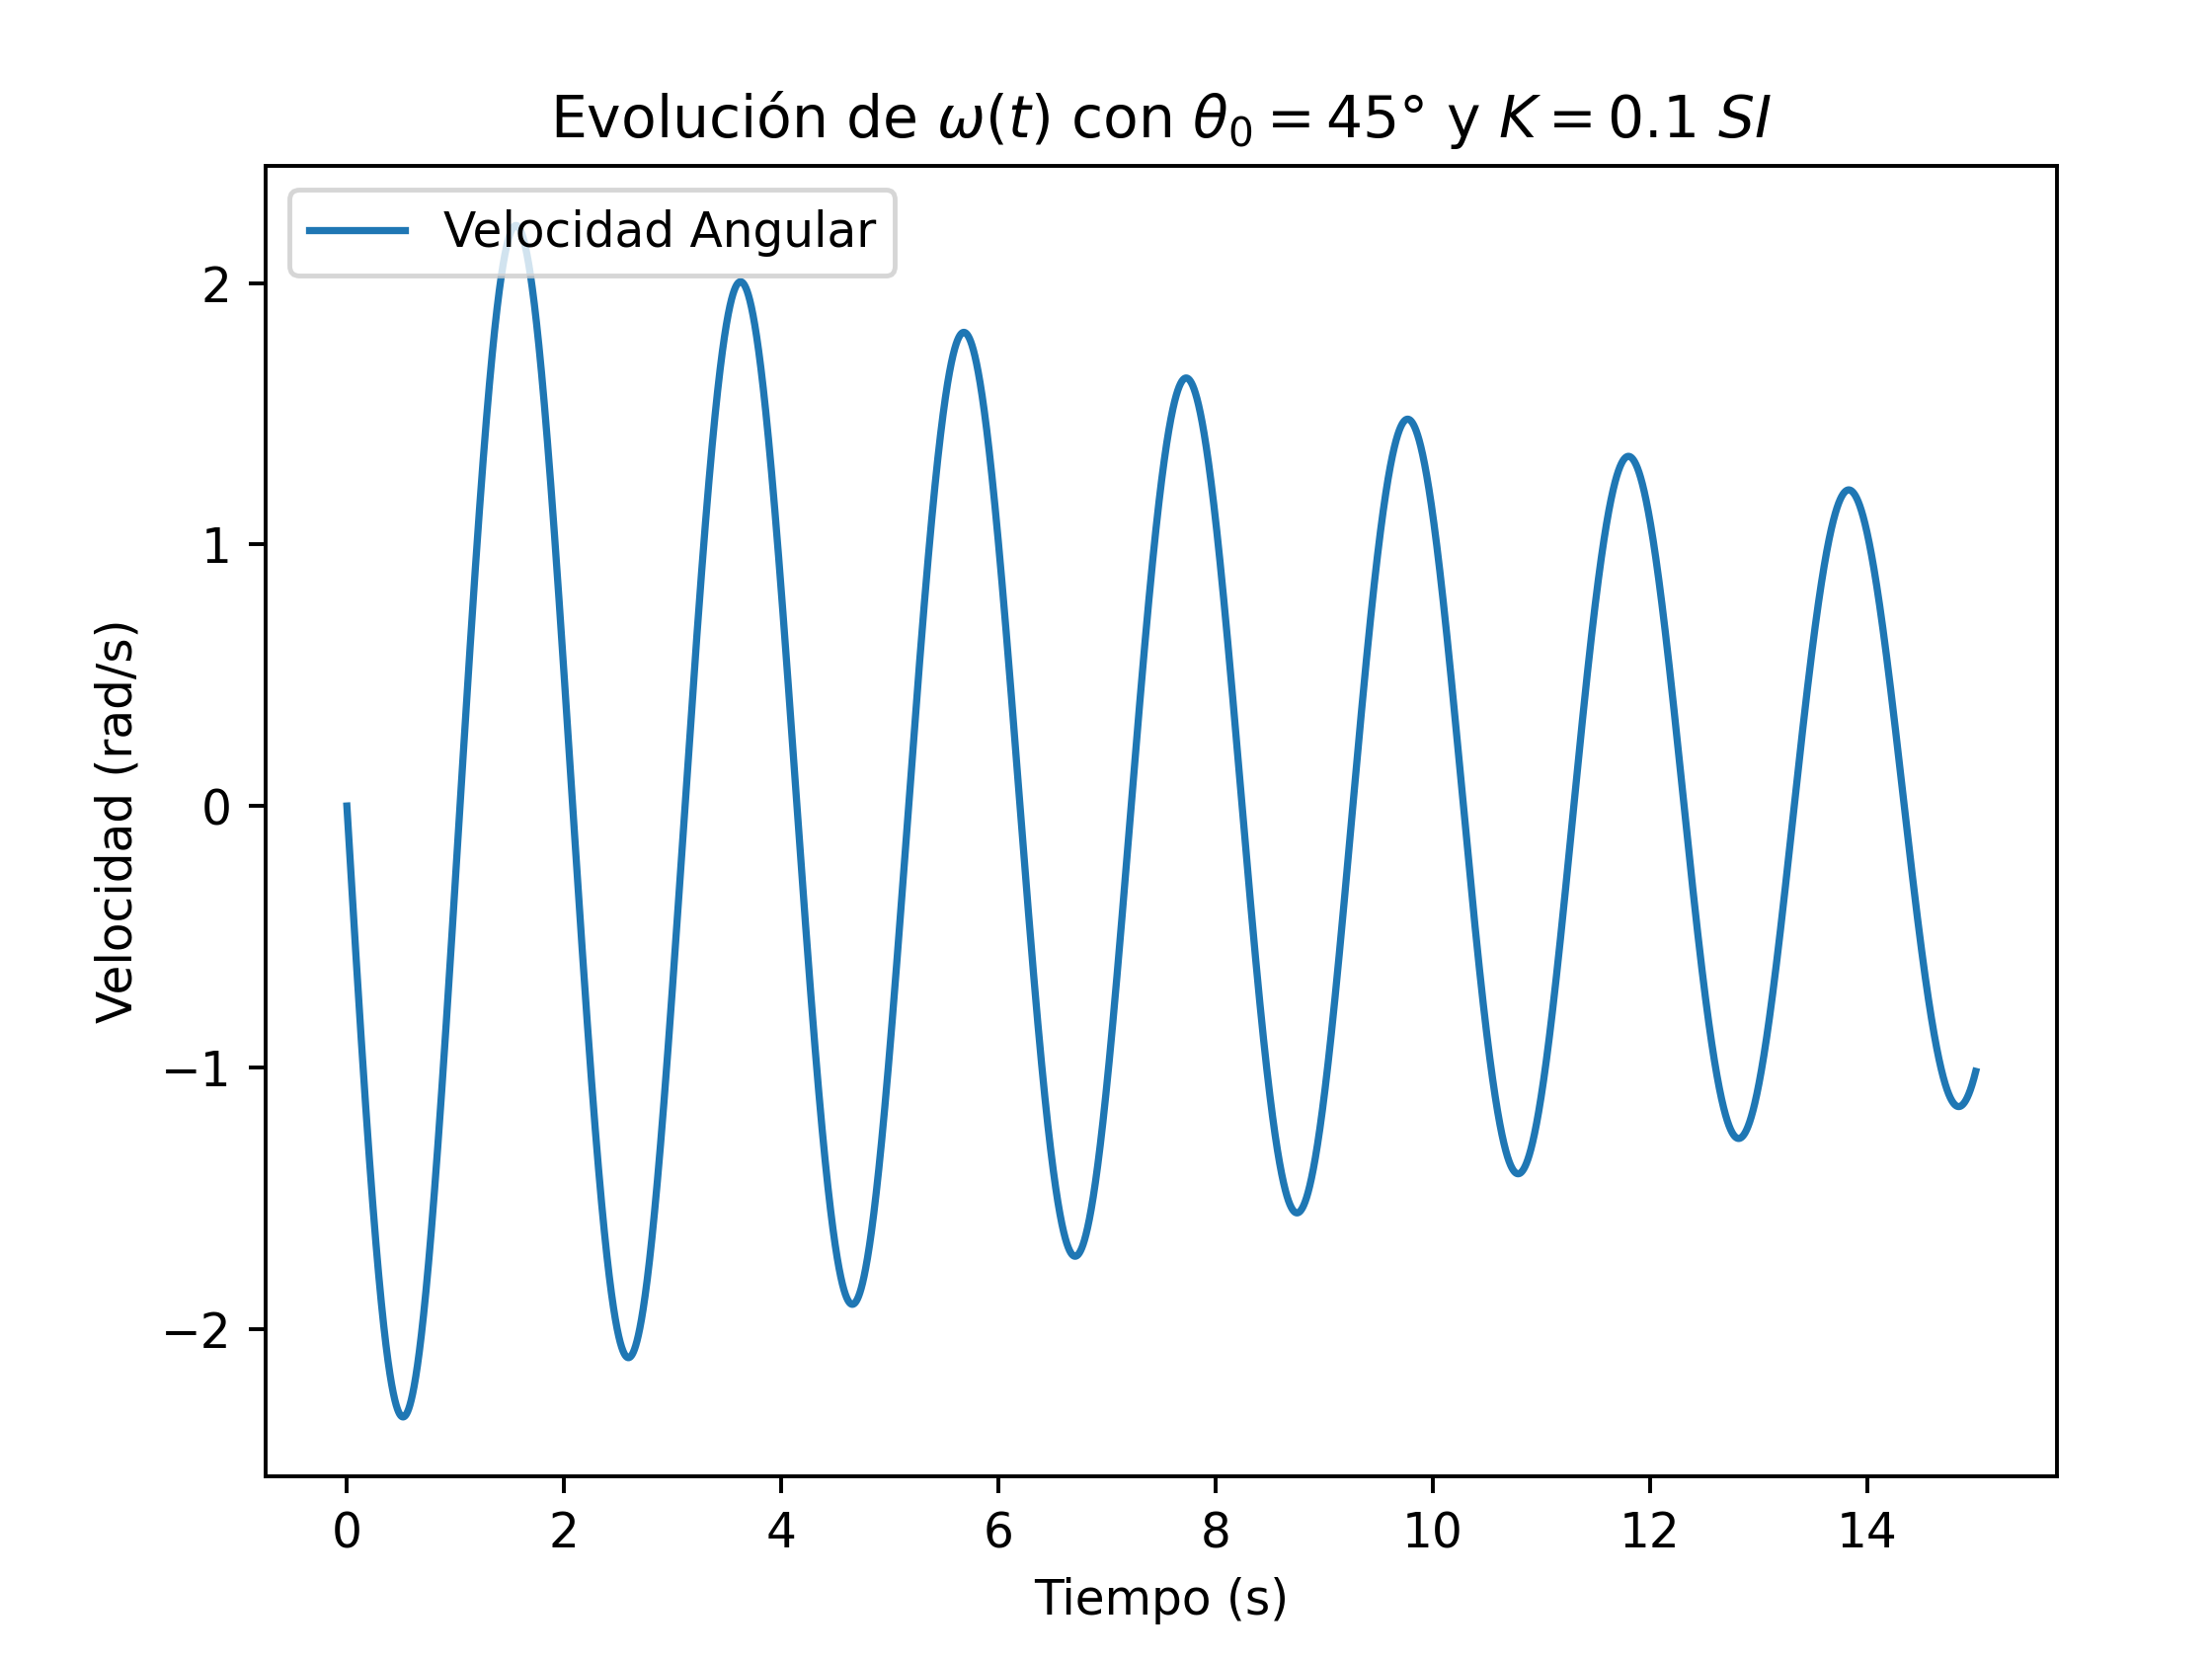 Evolución de ω(t) con θ₀ = 45° y K = 0.1 SI
Velocidad Angular
Velocidad (rad/s)
2
1
0
−1
−2
0 2 4 6 8 10 12 14
Tiempo (s)